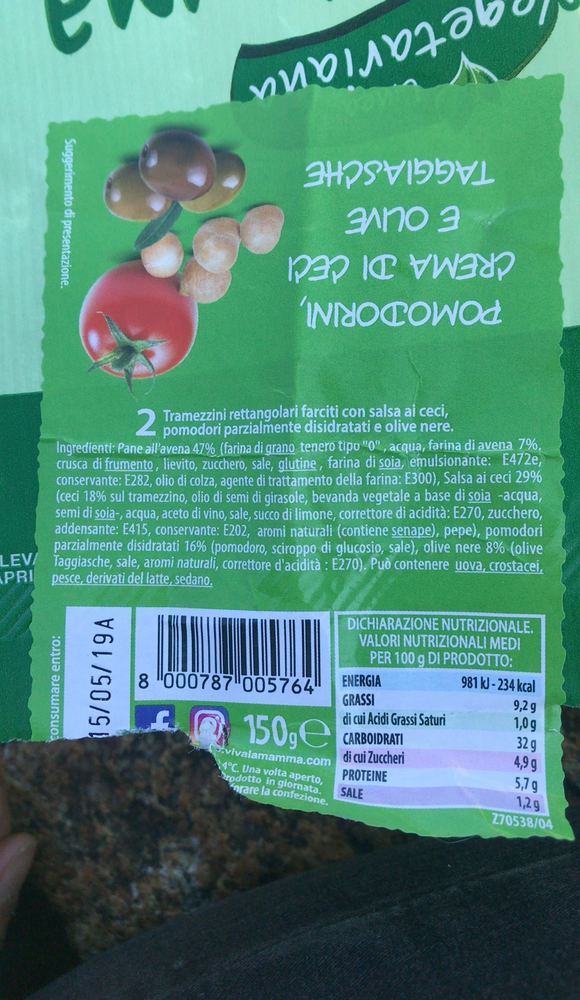 Vegetariana
POMODORINI,
CREMA DI CECI
E OLIVE
TAGGIASCHE
Suggerimento di presentazione.
2 Tramezzini rettangolari farciti con salsa ai ceci,
pomodori parzialmente disidratati e olive nere.
Ingredienti: Pane all'avena 47% (farina di grano tenero tipo "0", acqua, farina di avena 7%,
crusca di frumento, lievito, zucchero, sale, glutine, farina di soia, emulsionante: E472e,
conservante: E282, olio di colza, agente di trattamento della farina: E300), Salsa ai ceci 29%
(ceci 18% sul tramezzino, olio di semi di girasole, bevanda vegetale a base di soia -acqua,
semi di soia-, acqua, aceto di vino, sale, succo di limone, correttore di acidità: E270, zucchero,
addensante: E415, conservante: E202, aromi naturali (contiene senape), pepe), pomodori
parzialmente disidratati 16% (pomodoro, sciroppo di glucosio, sale), olive nere 8% (olive
Taggiasche, sale, aromi naturali, correttore d'acidità : E270). Può contenere uova, crostacei,
pesce, derivati del latte, sedano.
consumare entro:
15/05/19A
8 000787 005764
150g e
.vivalamamma.com
4°C. Una volta aperto,
prodotto in giornata.
forare la confezione.
DICHIARAZIONE NUTRIZIONALE.
VALORI NUTRIZIONALI MEDI
PER 100 g DI PRODOTTO:
ENERGIA 981 kJ - 234 kcal
GRASSI 9,2 g
di cui Acidi Grassi Saturi 1,0 g
CARBOIDRATI 32 g
di cui Zuccheri 4,9 g
PROTEINE 5,7 g
SALE 1,2 g
Z70538/04